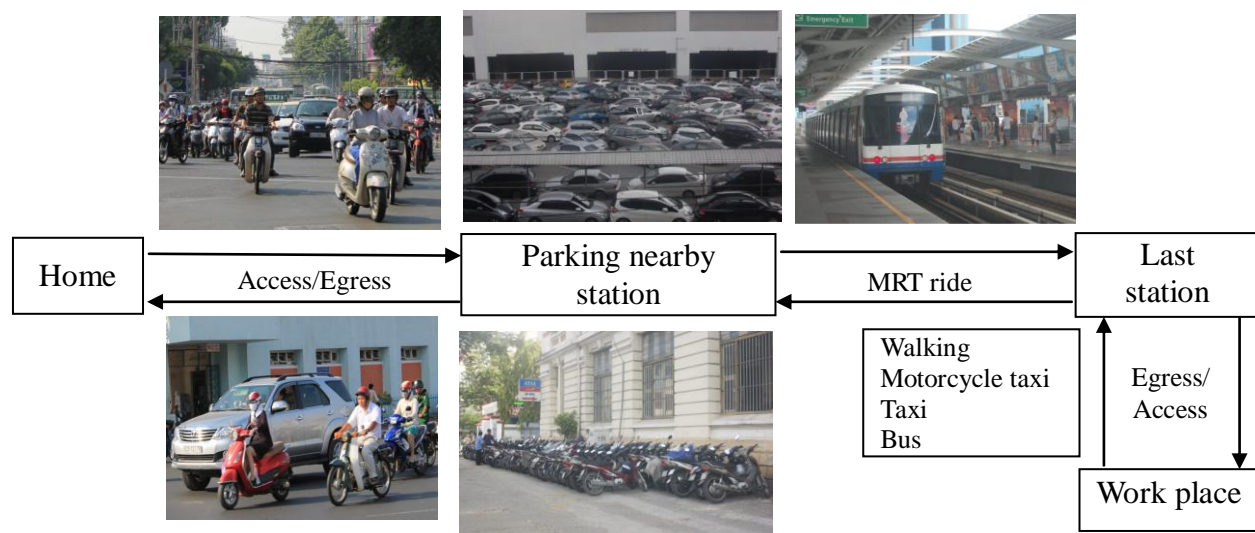 Emergency Exit
Home
Access/Egress
Parking nearby
station
MRT ride
Last
station
Walking
Motorcycle taxi
Taxi
Bus
Egress/
Access
Work place